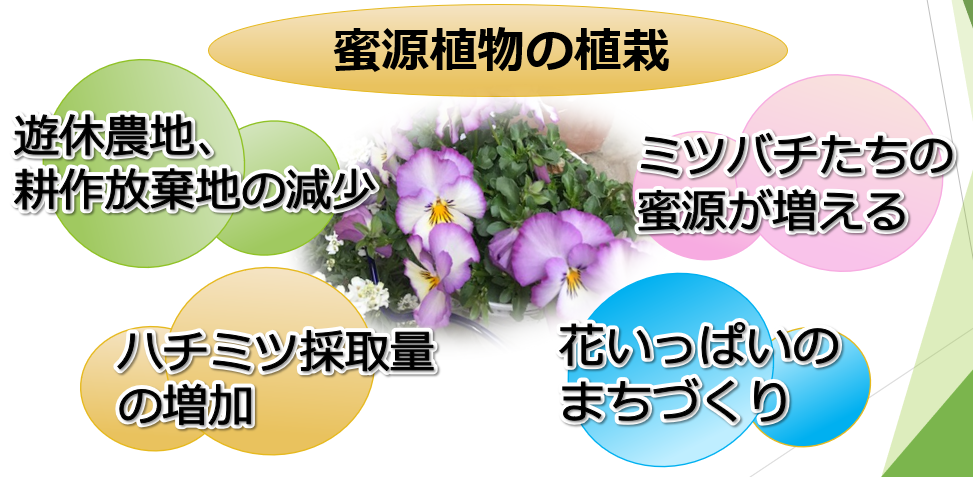 蜜源植物の植栽
遊休農地、
耕作放棄地の減少
ミツバチたちの
蜜源が増える
ハチミツ採取量
の増加
花いっぱいの
まちづくり